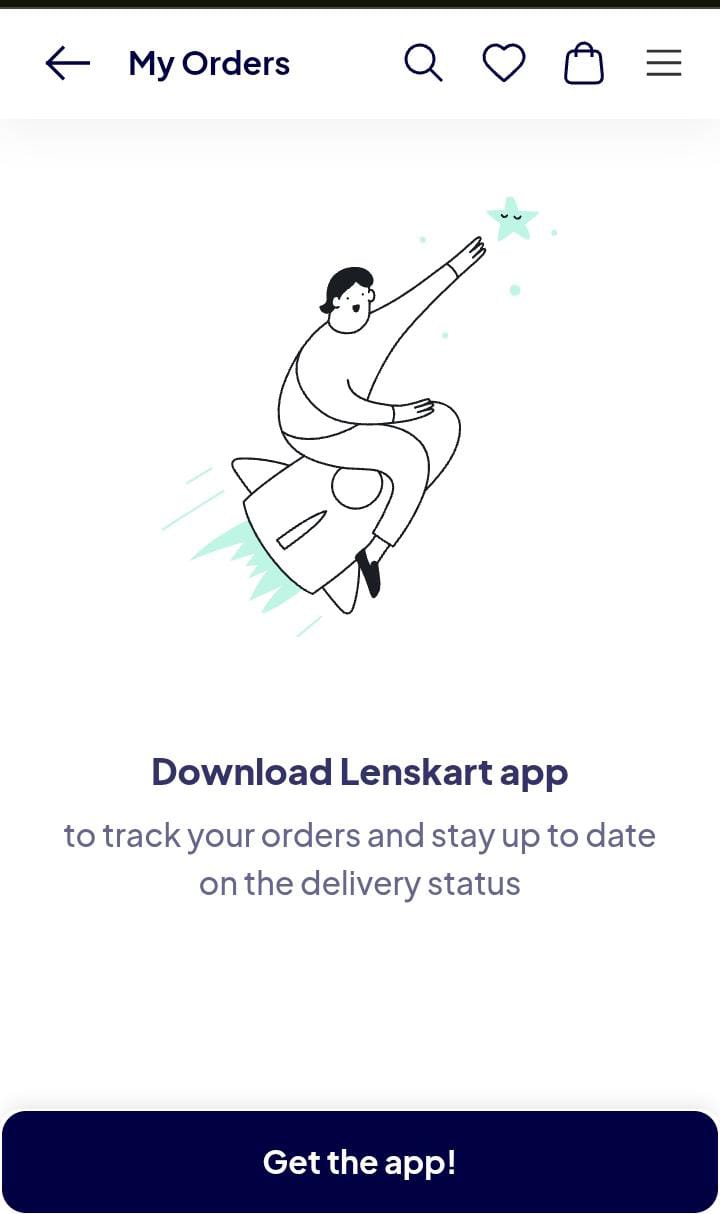 My Orders
Download Lenskart app
to track your orders and stay up to date
on the delivery status
Get the app!